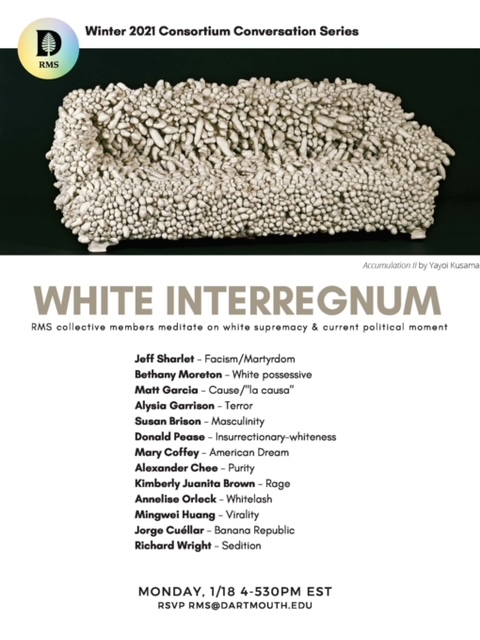 D
RMS
Winter 2021 Consortium Conversation Series
Accumulation II by Yayoi Kusama
WHITE INTERREGNUM
RMS collective members meditate on white supremacy & current political moment
Jeff Sharlet - Facism/Martyrdom
Bethany Moreton - White possessive
Matt Garcia - Cause/"la causa"
Alysia Garrison - Terror
Susan Brison - Masculinity
Donald Pease - Insurrectionary-whiteness
Mary Coffey - American Dream
Alexander Chee - Purity
Kimberly Juanita Brown - Rage
Annelise Orleck - Whitelash
Mingwei Huang - Virality
Jorge Cuéllar - Banana Republic
Richard Wright - Sedition
MONDAY, 1/18 4-530PM EST
RSVP RMS@DARTMOUTH.EDU